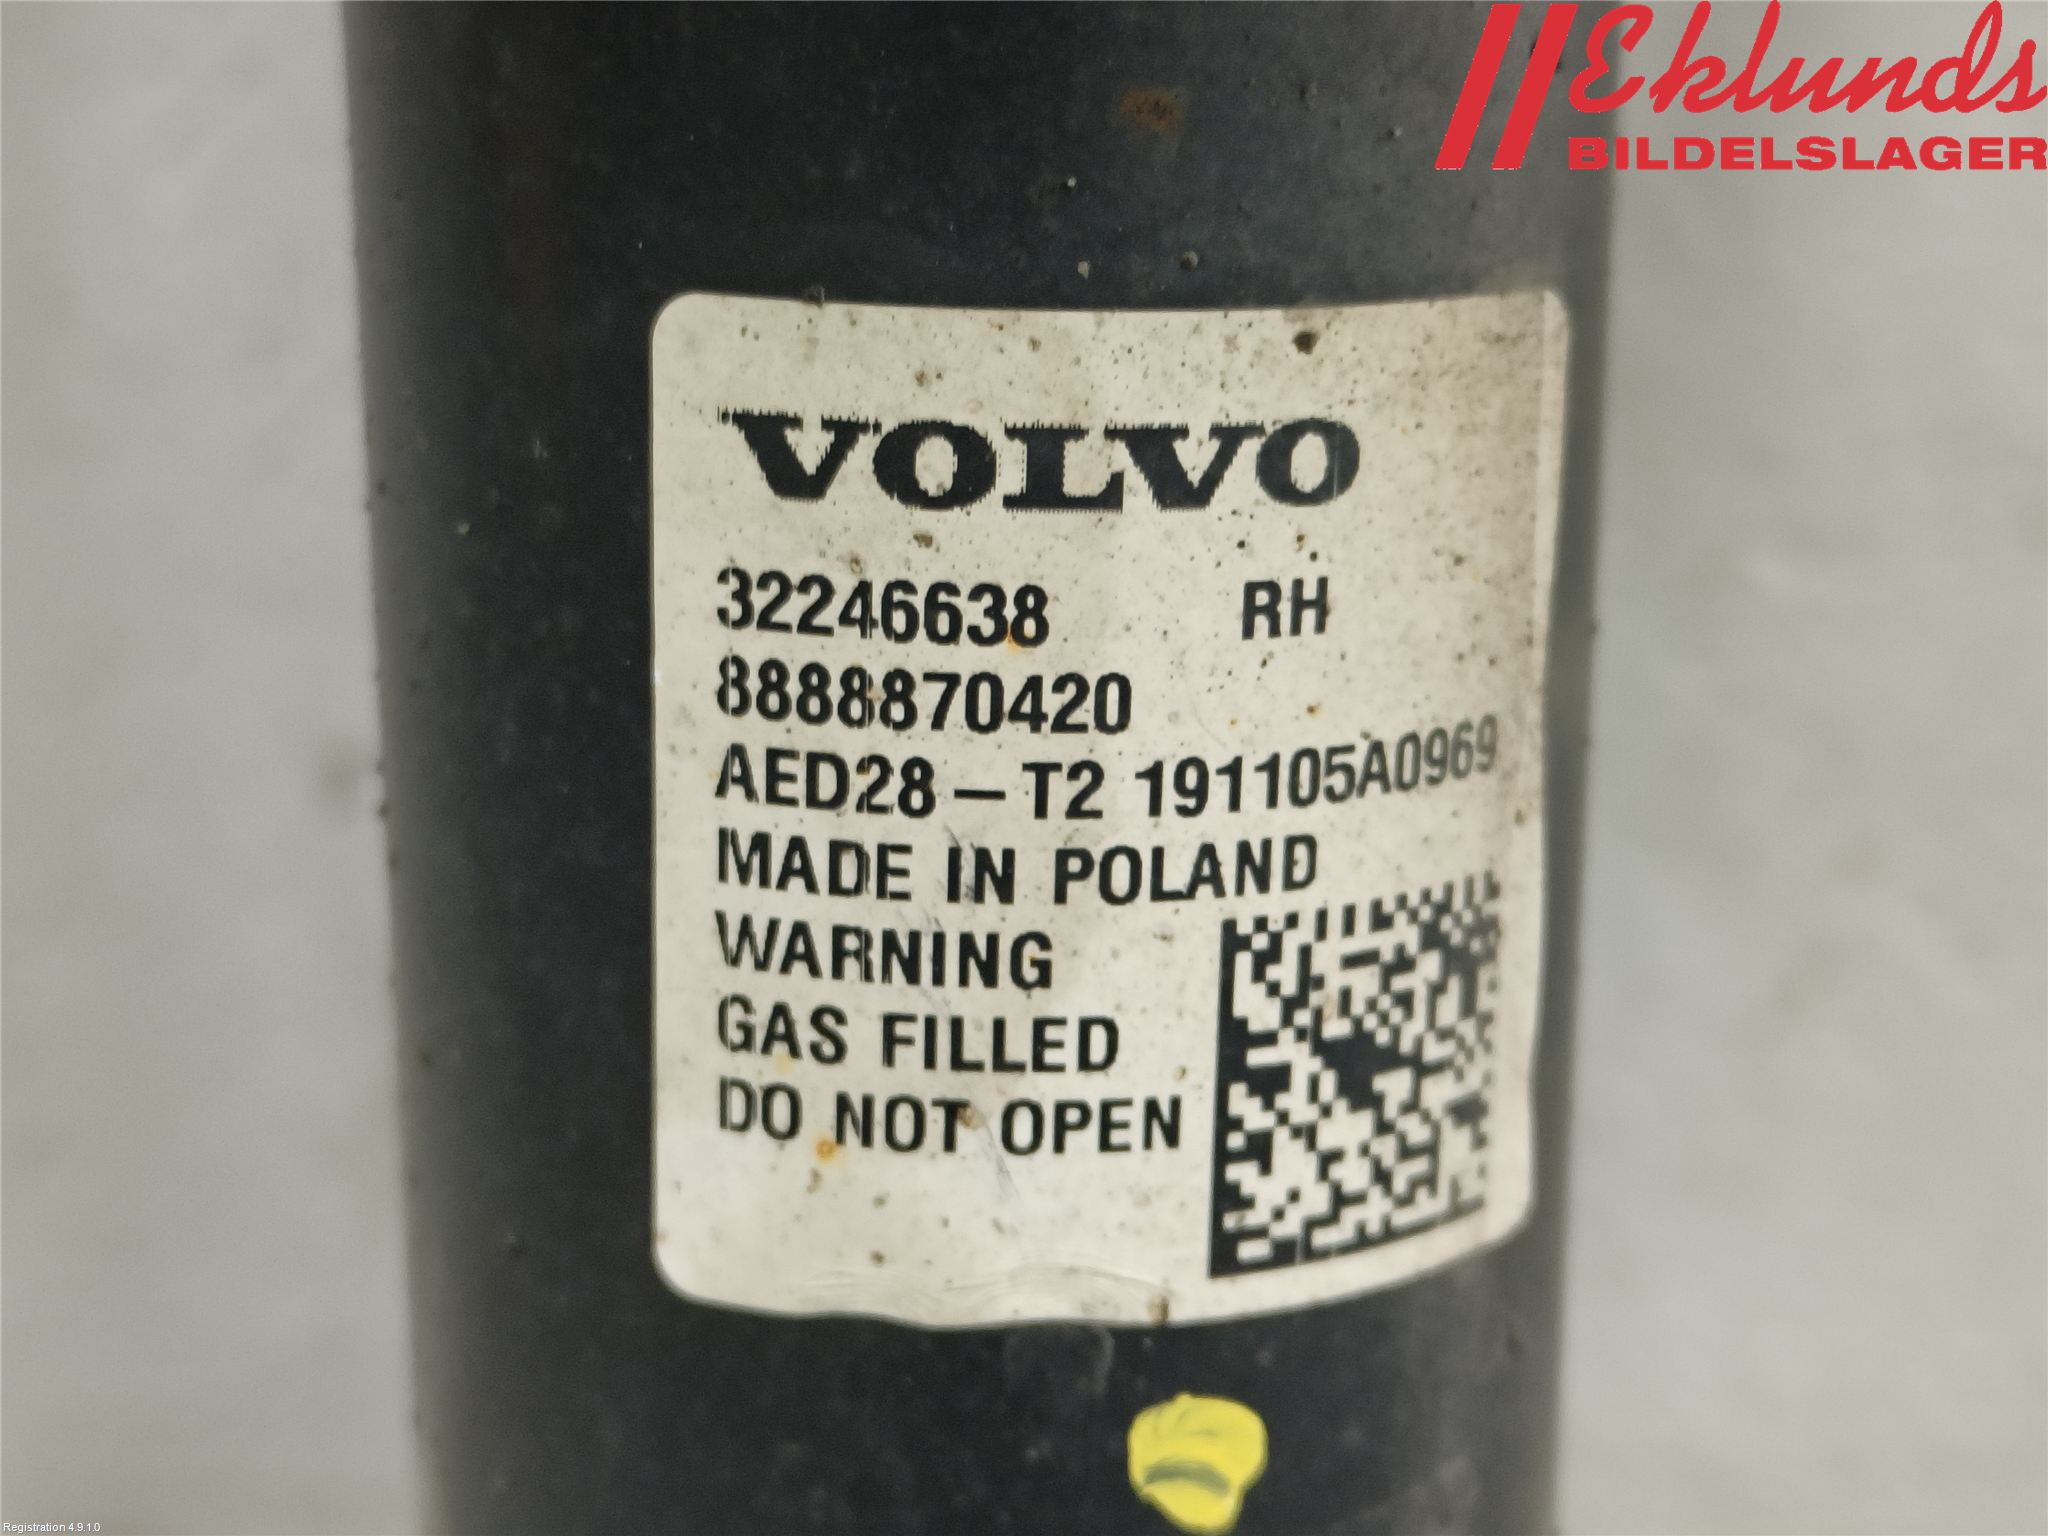 Eklunds
BILDELSLAGER
VOLVO
32246638 RH
8888870420
AED28-T2 191105A0969
MADE IN POLAND
WARNING
GAS FILLED
DO NOT OPEN
Registration 4.9.1.0